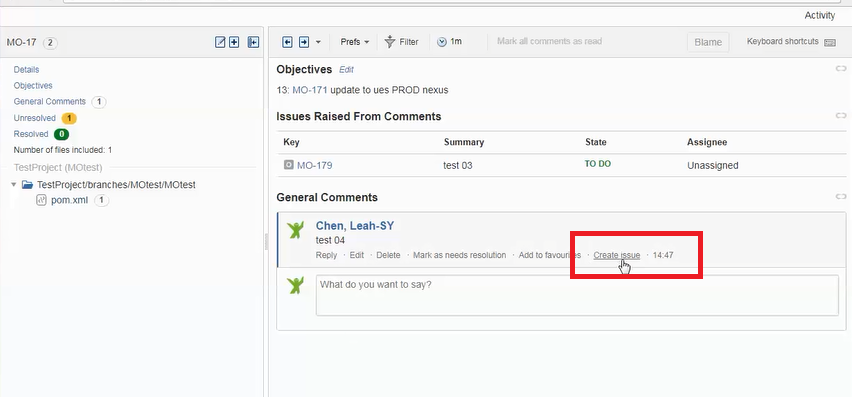 Activity
MO-17 2
Prefs Filter 1m Mark all comments as read Blame Keyboard shortcuts
Details
Objectives
General Comments 1
Unresolved 1
Resolved 0
Number of files included: 1
TestProject (MOtest)
TestProject/branches/MOtest/MOtest
pom.xml 1
Objectives Edit
13: MO-171 update to ues PROD nexus
Issues Raised From Comments
Key Summary State Assignee
MO-179 test 03 TO DO Unassigned
General Comments
Chen, Leah-SY
test 04
Reply · Edit · Delete · Mark as needs resolution · Add to favourites · Create issue · 14:47
What do you want to say?